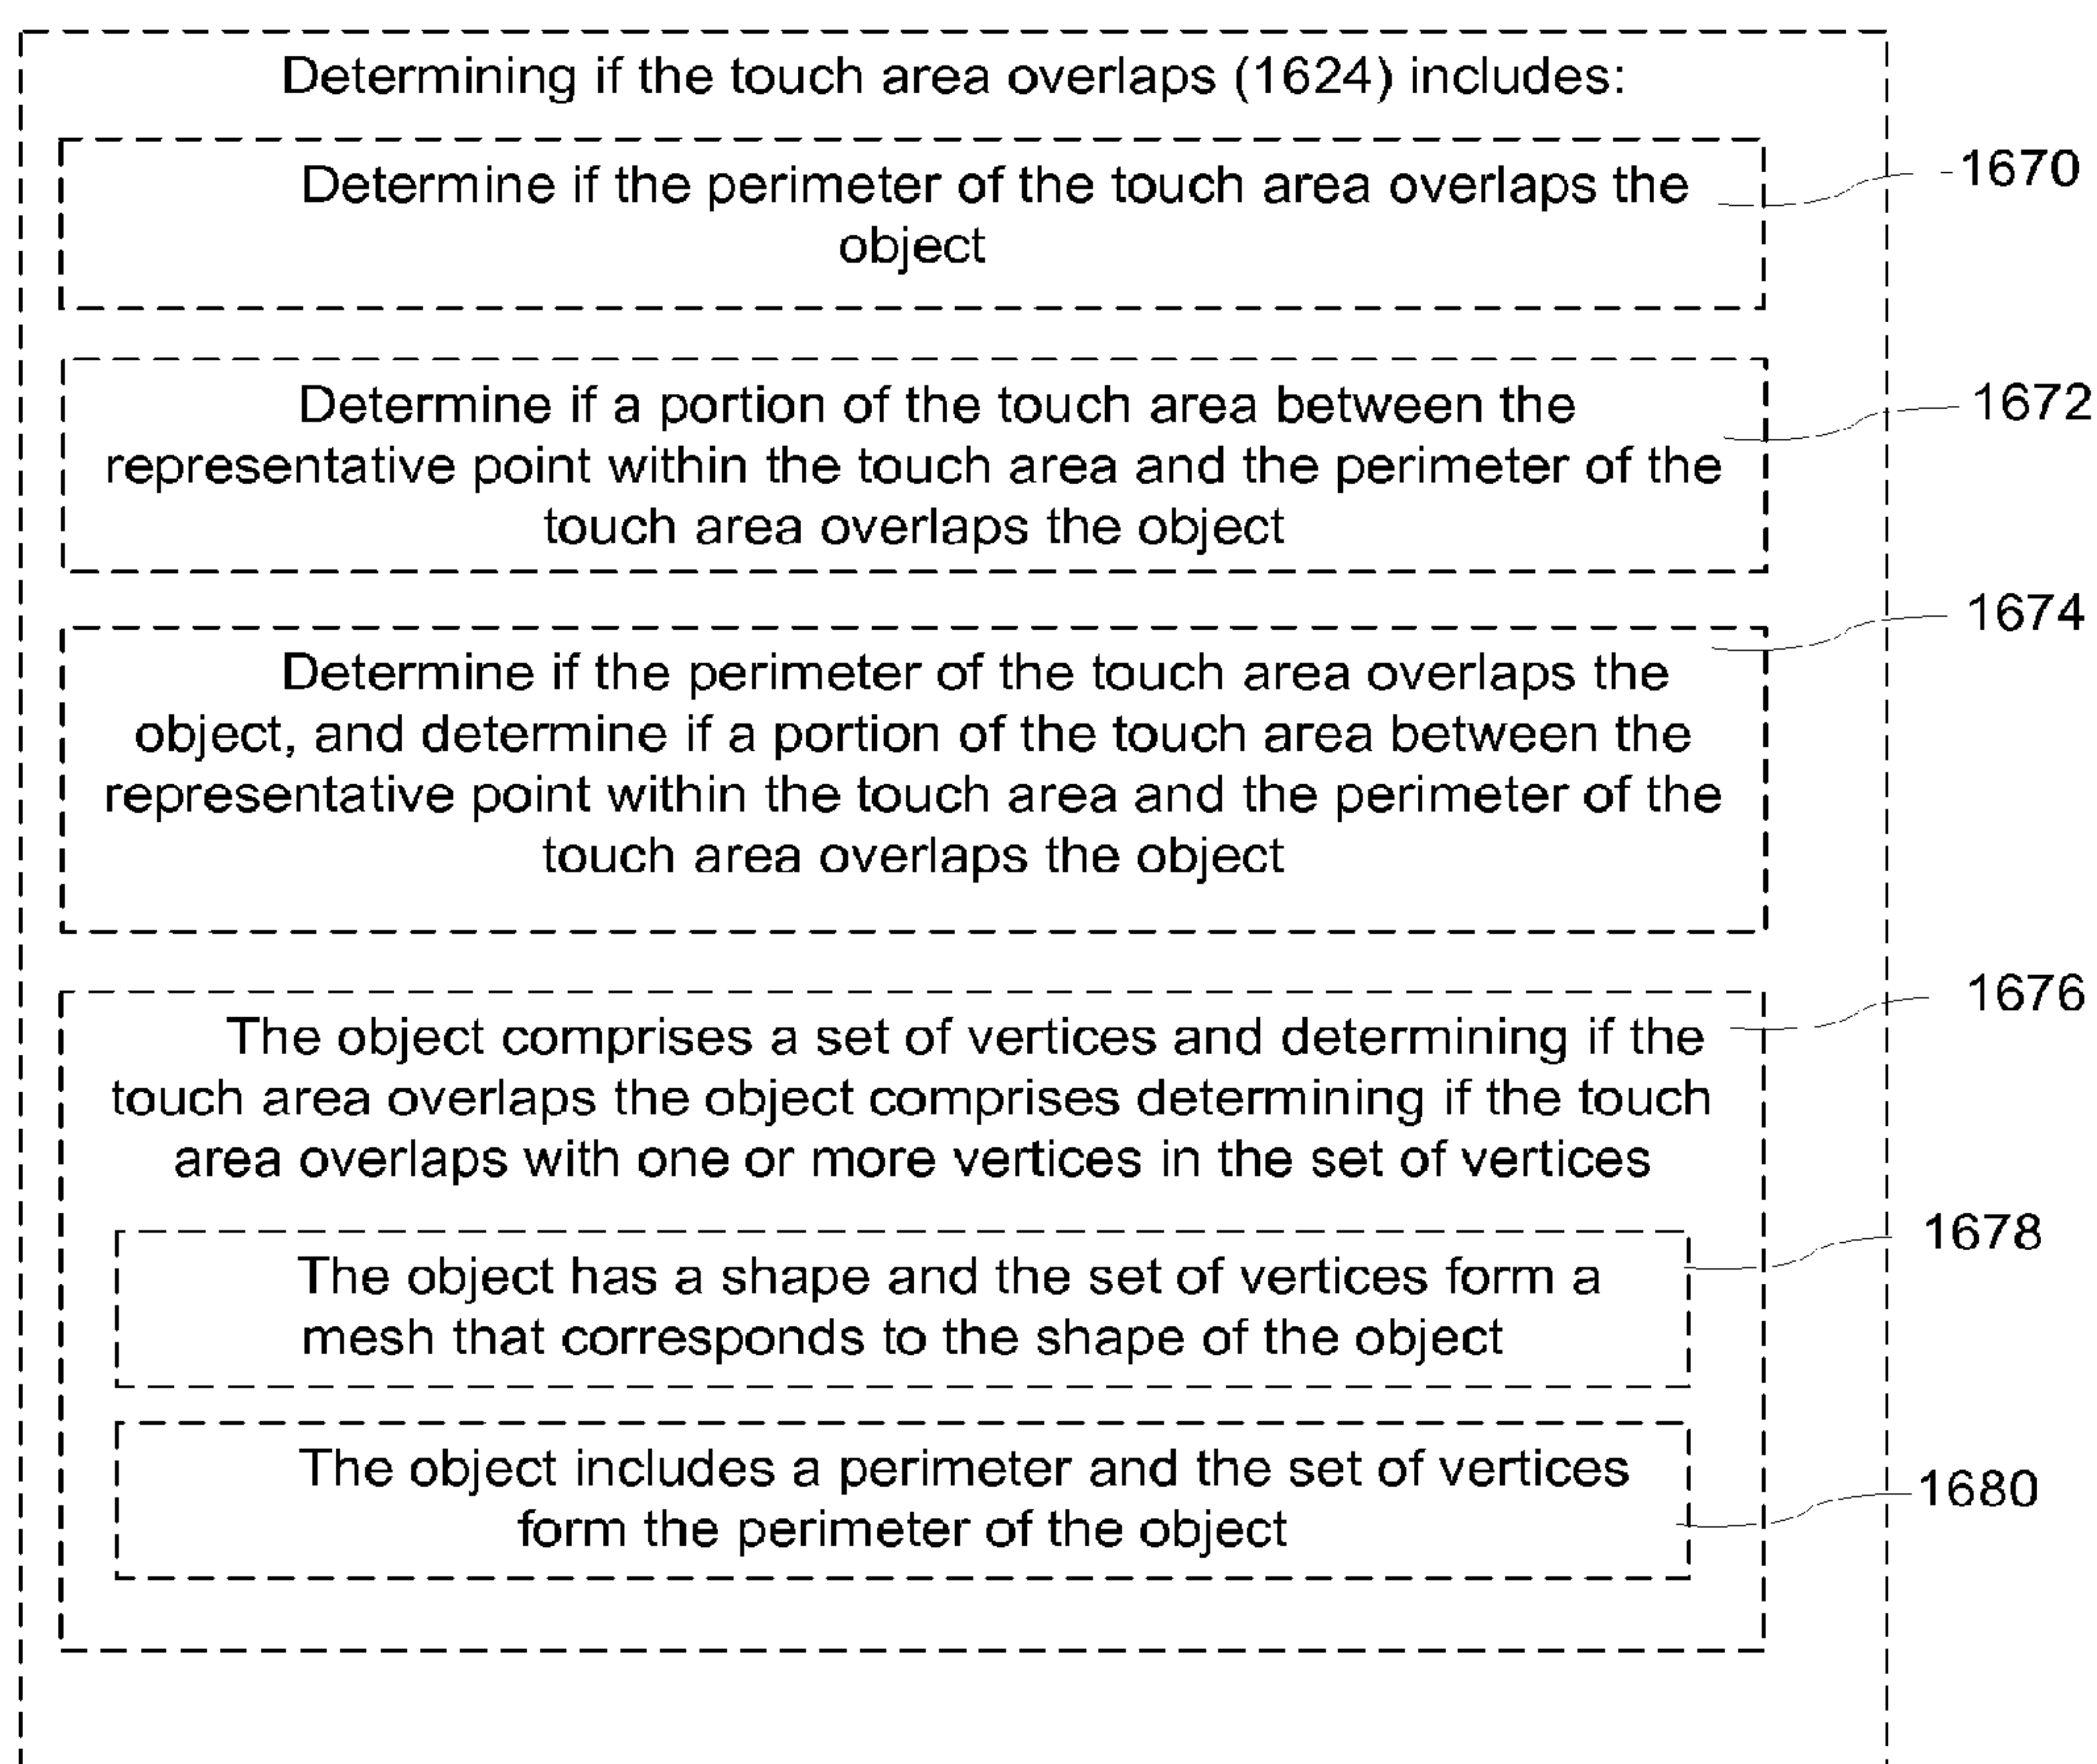 Determining if the touch area overlaps (1624) includes:
Determine if the perimeter of the touch area overlaps the
object
1670
Determine if a portion of the touch area between the
representative point within the touch area and the perimeter of the
touch area overlaps the object
1672
1674
Determine if the perimeter of the touch area overlaps the
object, and determine if a portion of the touch area between the
representative point within the touch area and the perimeter of the
touch area overlaps the object
1676
The object comprises a set of vertices and determining if the
touch area overlaps the object comprises determining if the touch
area overlaps with one or more vertices in the set of vertices
1678
The object has a shape and the set of vertices form a
mesh that corresponds to the shape of the object
The object includes a perimeter and the set of vertices
form the perimeter of the object
1680